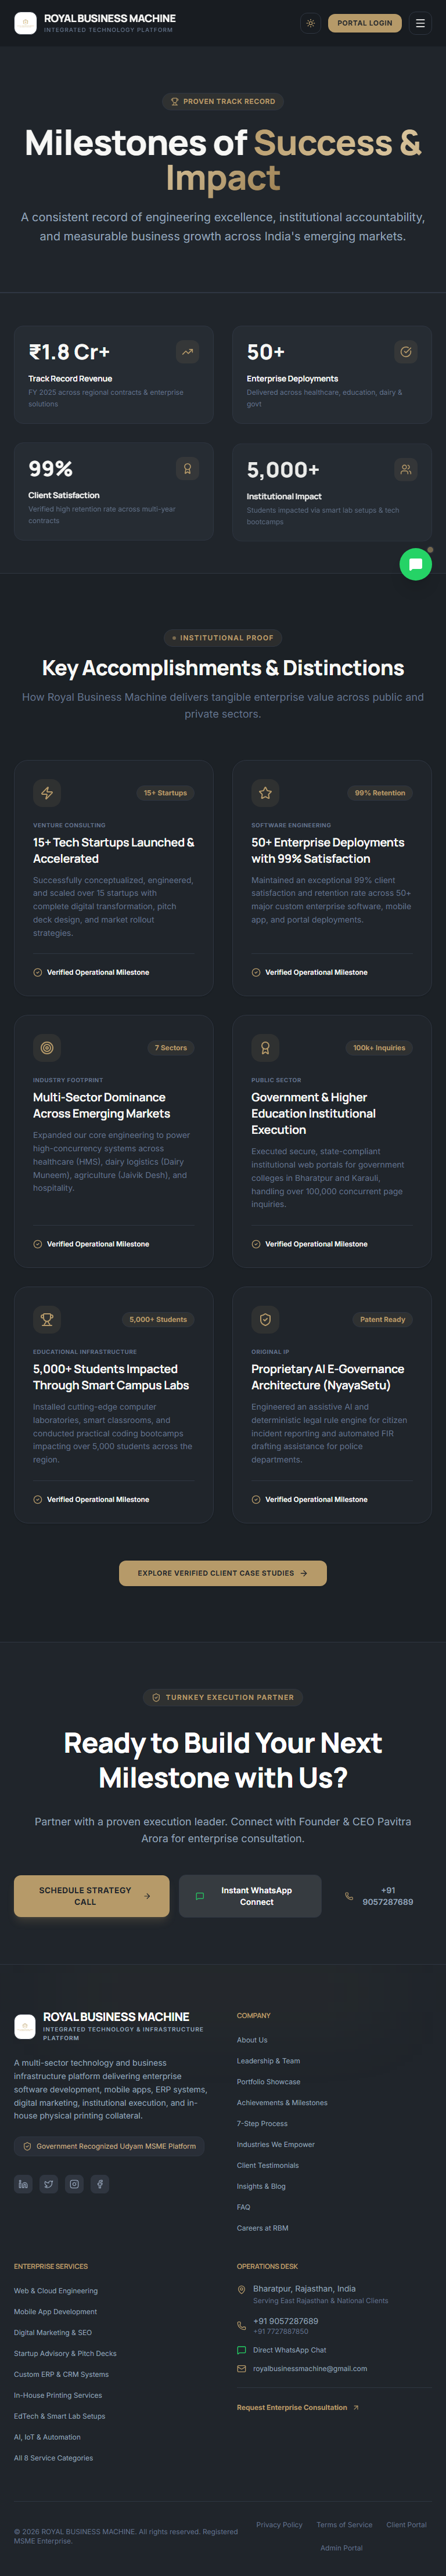 ROYAL BUSINESS MACHINE
INTEGRATED TECHNOLOGY PLATFORM
PORTAL LOGIN
PROVEN TRACK RECORD
Milestones of Success &
Impact
A consistent record of engineering excellence, institutional accountability,
and measurable business growth across India's emerging markets.
₹1.8 Cr+
Track Record Revenue
FY 2025 across regional contracts & enterprise
solutions
50+
Enterprise Deployments
Delivered across healthcare, education, dairy &
govt
99%
Client Satisfaction
Verified high retention rate across multi-year
contracts
5,000+
Institutional Impact
Students impacted via smart lab setups & tech
bootcamps
INSTITUTIONAL PROOF
Key Accomplishments & Distinctions
How Royal Business Machine delivers tangible enterprise value across public and
private sectors.
15+ Startups
VENTURE CONSULTING
15+ Tech Startups Launched &
Accelerated
Successfully conceptualized, engineered,
and scaled over 15 startups with
complete digital transformation, pitch
deck design, and market rollout
strategies.
Verified Operational Milestone
99% Retention
SOFTWARE ENGINEERING
50+ Enterprise Deployments
with 99% Satisfaction
Maintained an exceptional 99% client
satisfaction and retention rate across 50+
major custom enterprise software, mobile
app, and portal deployments.
Verified Operational Milestone
7 Sectors
INDUSTRY FOOTPRINT
Multi-Sector Dominance
Across Emerging Markets
Expanded our core engineering to power
high-concurrency systems across
healthcare (HMS), dairy logistics (Dairy
Muneem), agriculture (Jaivik Desh), and
hospitality.
Verified Operational Milestone
100k+ Inquiries
PUBLIC SECTOR
Government & Higher
Education Institutional
Execution
Executed secure, state-compliant
institutional web portals for government
colleges in Bharatpur and Karauli,
handling over 100,000 concurrent page
inquiries.
Verified Operational Milestone
5,000+ Students
EDUCATIONAL INFRASTRUCTURE
5,000+ Students Impacted
Through Smart Campus Labs
Installed cutting-edge computer
laboratories, smart classrooms, and
conducted practical coding bootcamps
impacting over 5,000 students across the
region.
Verified Operational Milestone
Patent Ready
ORIGINAL IP
Proprietary AI E-Governance
Architecture (NyayaSetu)
Engineered an assistive AI and
deterministic legal rule engine for citizen
incident reporting and automated FIR
drafting assistance for police
departments.
Verified Operational Milestone
EXPLORE VERIFIED CLIENT CASE STUDIES
TURNKEY EXECUTION PARTNER
Ready to Build Your Next
Milestone with Us?
Partner with a proven execution leader. Connect with Founder & CEO Pavitra
Arora for enterprise consultation.
SCHEDULE STRATEGY
CALL
Instant WhatsApp
Connect
+91
9057287689
ROYAL BUSINESS MACHINE
INTEGRATED TECHNOLOGY & INFRASTRUCTURE
PLATFORM
A multi-sector technology and business
infrastructure platform delivering enterprise
software development, mobile apps, ERP systems,
digital marketing, institutional execution, and in-
house physical printing collateral.
Government Recognized Udyam MSME Platform
COMPANY
About Us
Leadership & Team
Portfolio Showcase
Achievements & Milestones
7-Step Process
Industries We Empower
Client Testimonials
Insights & Blog
FAQ
Careers at RBM
ENTERPRISE SERVICES
Web & Cloud Engineering
Mobile App Development
Digital Marketing & SEO
Startup Advisory & Pitch Decks
Custom ERP & CRM Systems
In-House Printing Services
EdTech & Smart Lab Setups
AI, IoT & Automation
All 8 Service Categories
OPERATIONS DESK
Bharatpur, Rajasthan, India
Serving East Rajasthan & National Clients
+91 9057287689
+91 7727887850
Direct WhatsApp Chat
royalbusinessmachine@gmail.com
Request Enterprise Consultation
© 2026 ROYAL BUSINESS MACHINE. All rights reserved. Registered
MSME Enterprise.
Privacy Policy
Terms of Service
Client Portal
Admin Portal